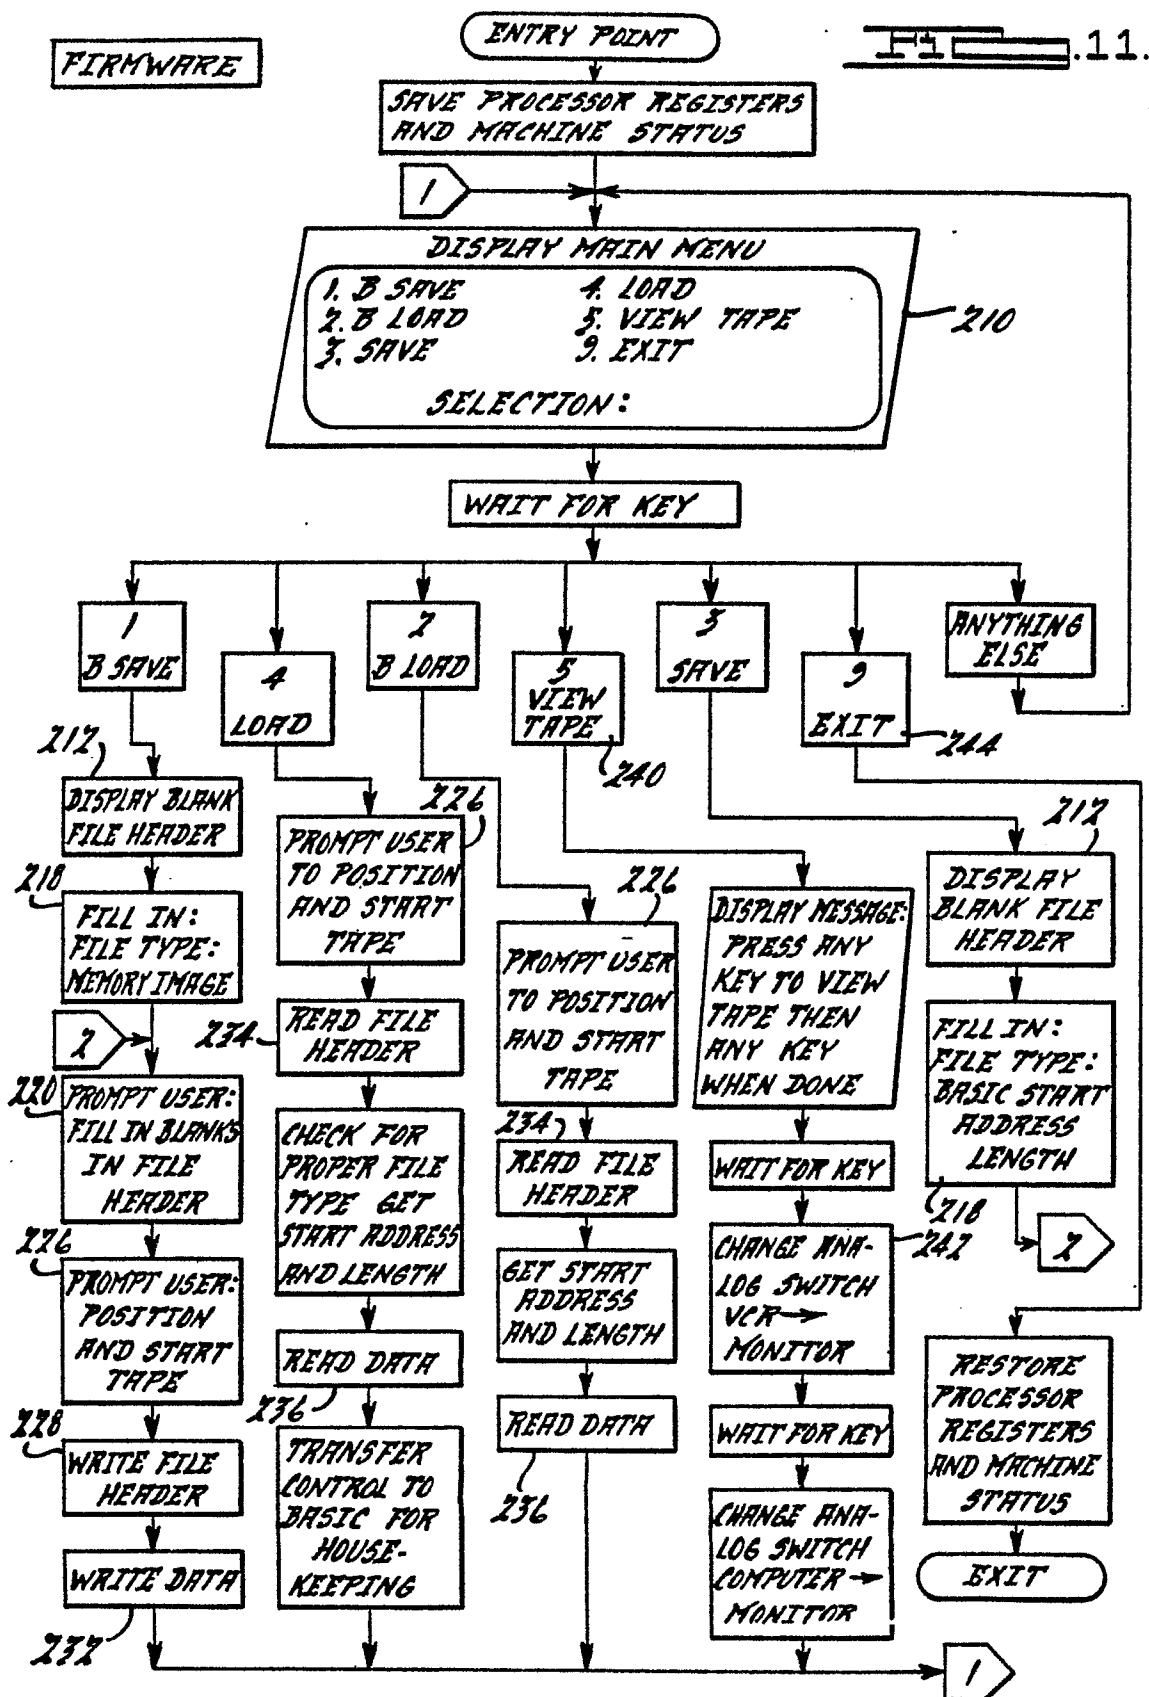 ENTRY POINT
FIRMWARE
.11.
SAVE PROCESSOR REGISTERS
AND MACHINE STATUS
1
DISPLAY MAIN MENU
1. B SAVE
4. LOAD
2. B LOAD
5. VIEW TAPE
3. SAVE
9. EXIT
SELECTION:
210
WAIT FOR KEY
1
B SAVE
4
LOAD
2
B LOAD
5
VIEW
TAPE
240
3
SAVE
9
EXIT
244
ANYTHING
ELSE
212
DISPLAY BLANK
FILE HEADER
218
FILL IN:
FILE TYPE:
MEMORY IMAGE
2
220
PROMPT USER:
FILL IN BLANKS
IN FILE
HEADER
226
PROMPT USER:
POSITION
AND START
TAPE
228
WRITE FILE
HEADER
WRITE DATA
232
226
PROMPT USER
TO POSITION
AND START
TAPE
234
READ FILE
HEADER
CHECK FOR
PROPER FILE
TYPE GET
START ADDRESS
AND LENGTH
READ DATA
236
TRANSFER
CONTROL TO
BASIC FOR
HOUSE-
KEEPING
226
PROMPT USER
TO POSITION
AND START
TAPE
234
READ FILE
HEADER
GET START
ADDRESS
AND LENGTH
READ DATA
236
DISPLAY MESSAGE:
PRESS ANY
KEY TO VIEW
TAPE THEN
ANY KEY
WHEN DONE
WAIT FOR KEY
242
CHANGE ANA-
LOG SWITCH
VCR→
MONITOR
WAIT FOR KEY
CHANGE ANA-
LOG SWITCH
COMPUTER→
MONITOR
212
DISPLAY
BLANK FILE
HEADER
FILL IN:
FILE TYPE:
BASIC START
ADDRESS
LENGTH
218
2
RESTORE
PROCESSOR
REGISTERS
AND MACHINE
STATUS
EXIT
1